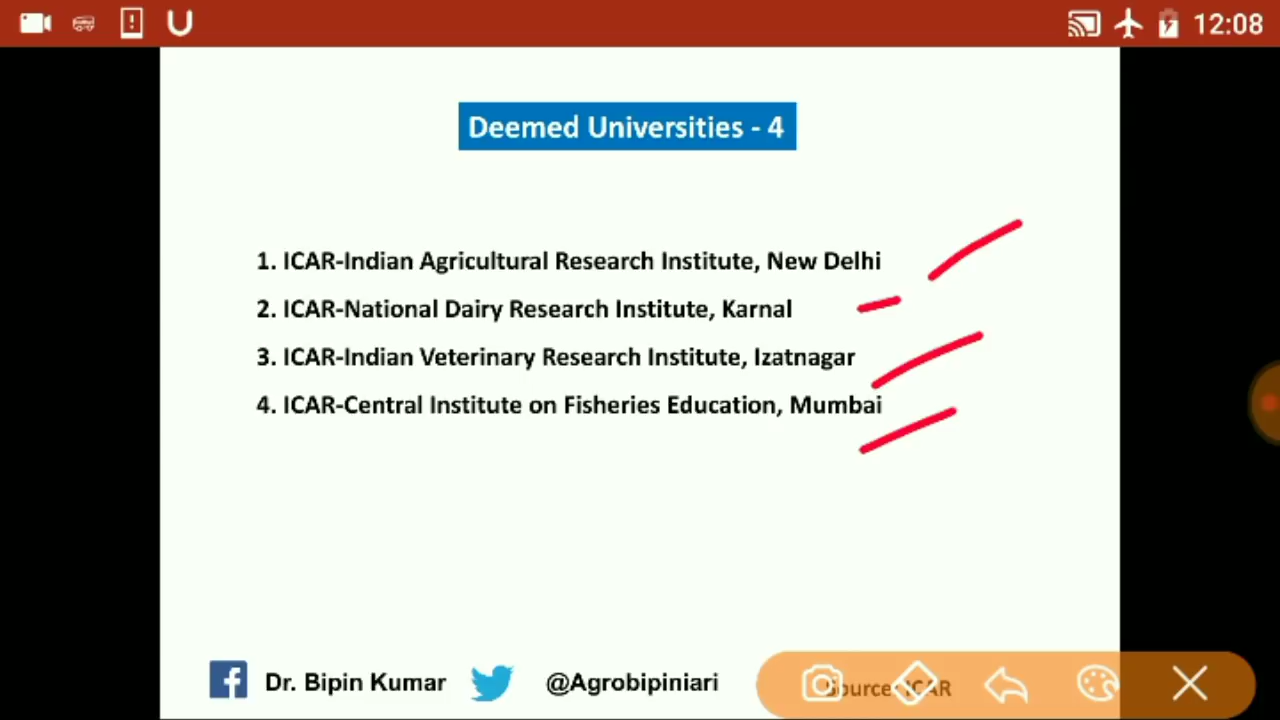 12:08
Deemed Universities - 4
1. ICAR-Indian Agricultural Research Institute, New Delhi
2. ICAR-National Dairy Research Institute, Karnal
3. ICAR-Indian Veterinary Research Institute, Izatnagar
4. ICAR-Central Institute on Fisheries Education, Mumbai
Dr. Bipin Kumar @Agrobipiniari Source: ICAR